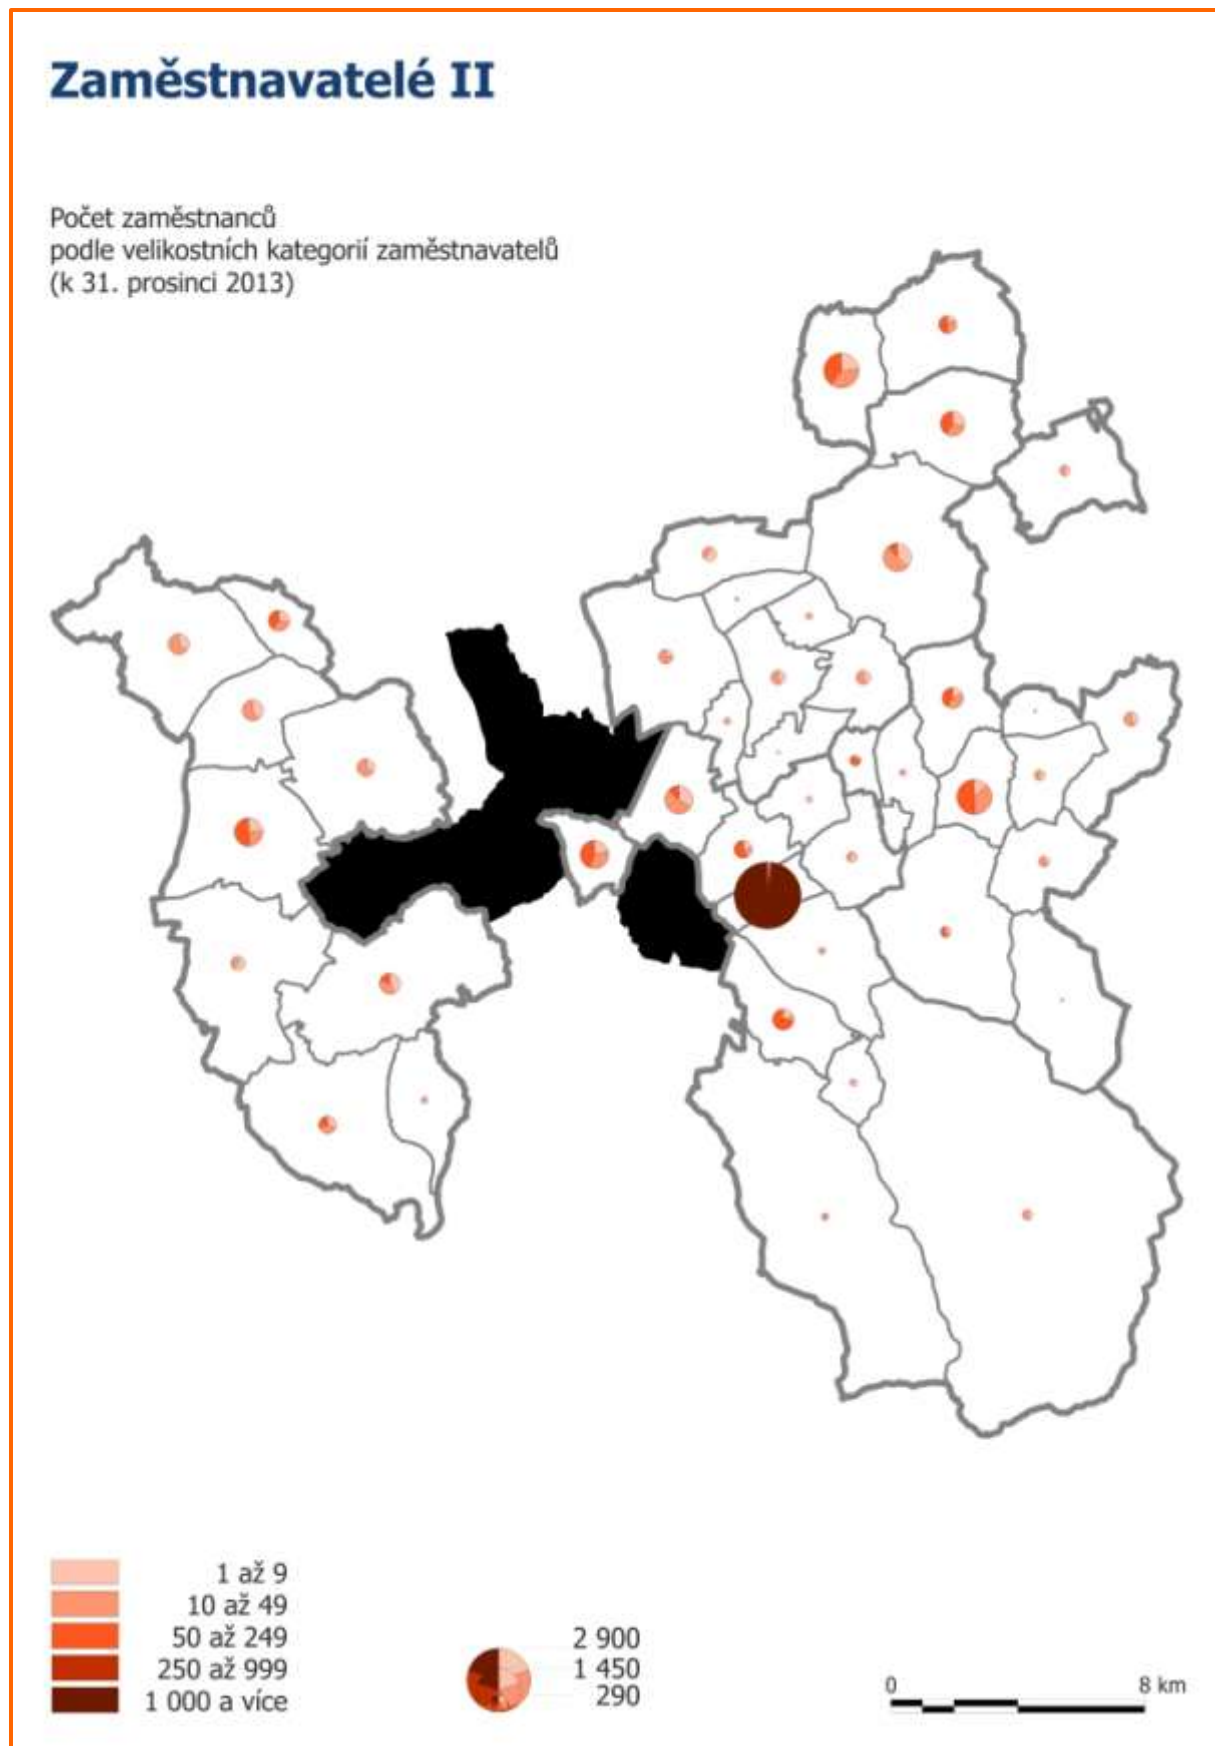 Zaměstnavatelé II
Počet zaměstnanců
podle velikostních kategorií zaměstnavatelů
(k 31. prosinci 2013)
1 až 9
10 až 49
50 až 249
250 až 999
1 000 a více
2 900
1 450
290
0 8 km